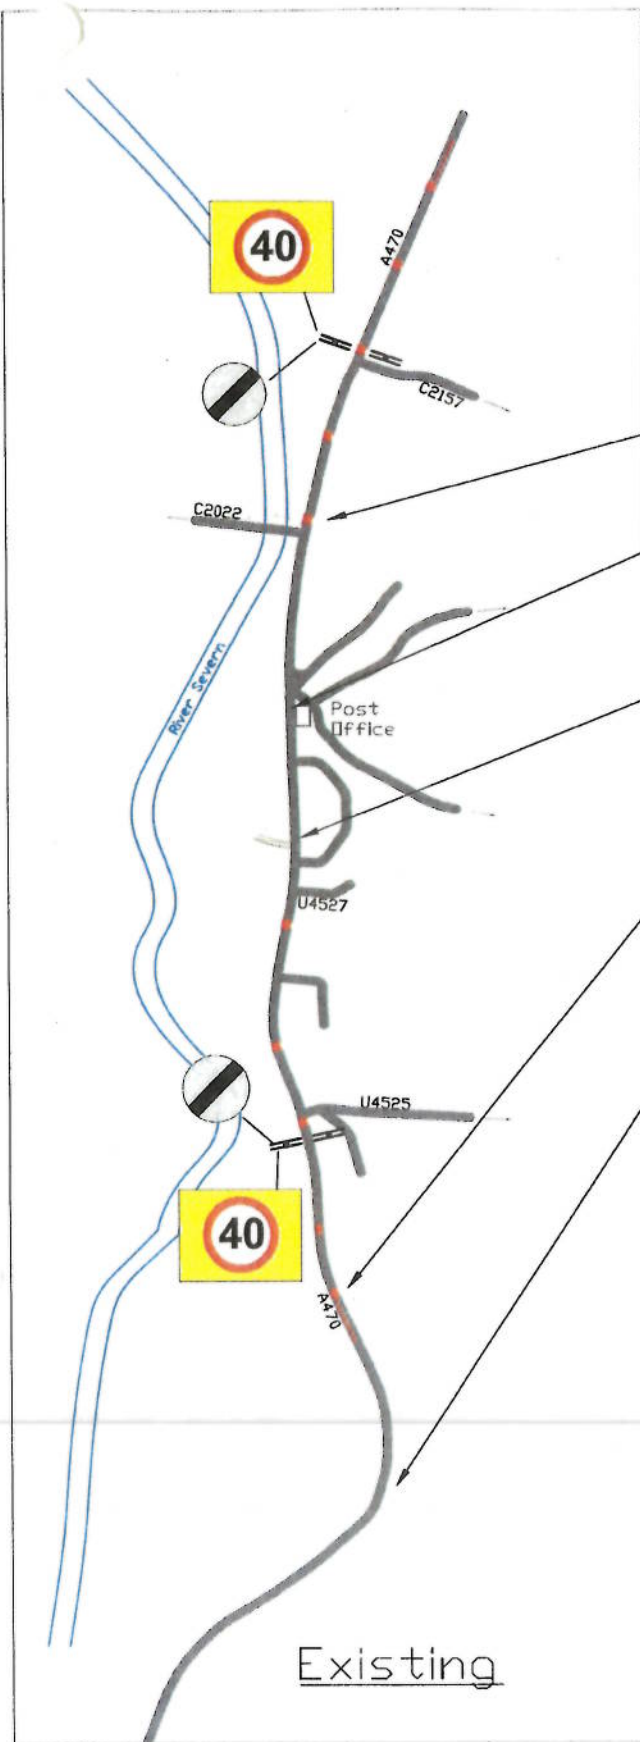 40
A470
C2157
C2022
River Severn
Post
Office
U4527
U4525
40
A470
Existing